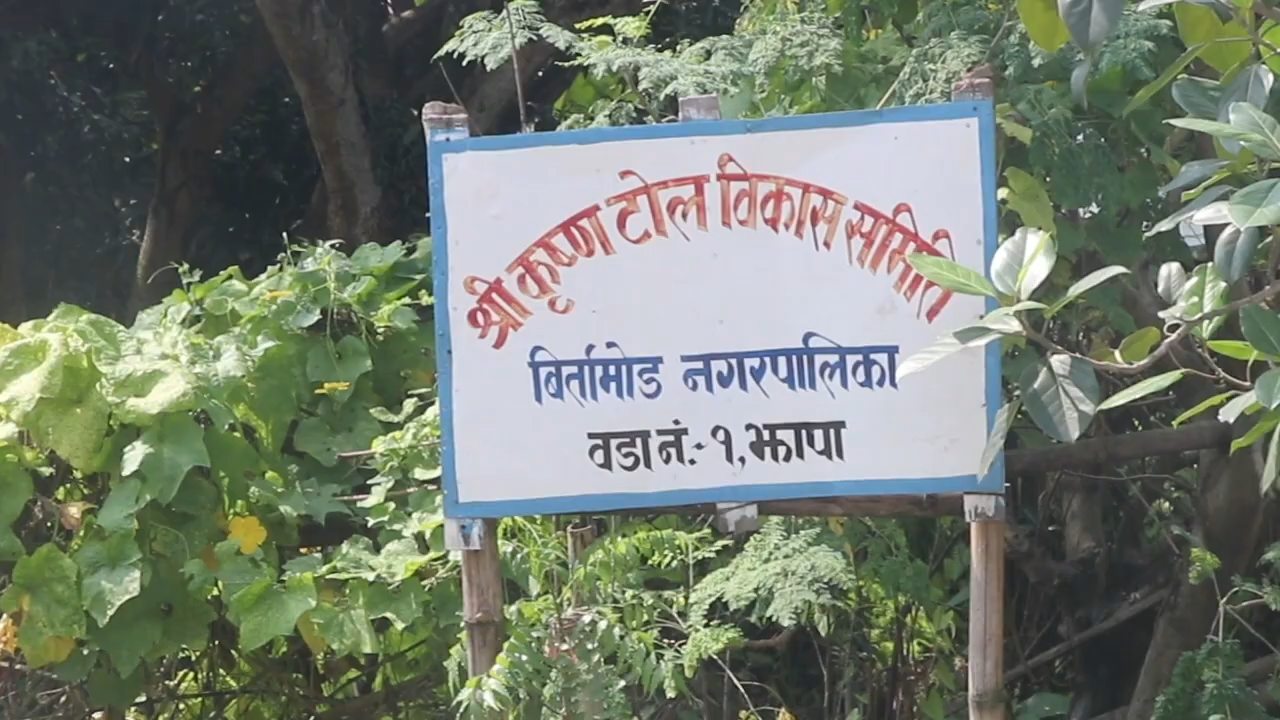 श्री कृष्ण टोल विकास समिति
बिर्तामोड नगरपालिका
वडा नं.- १, झापा